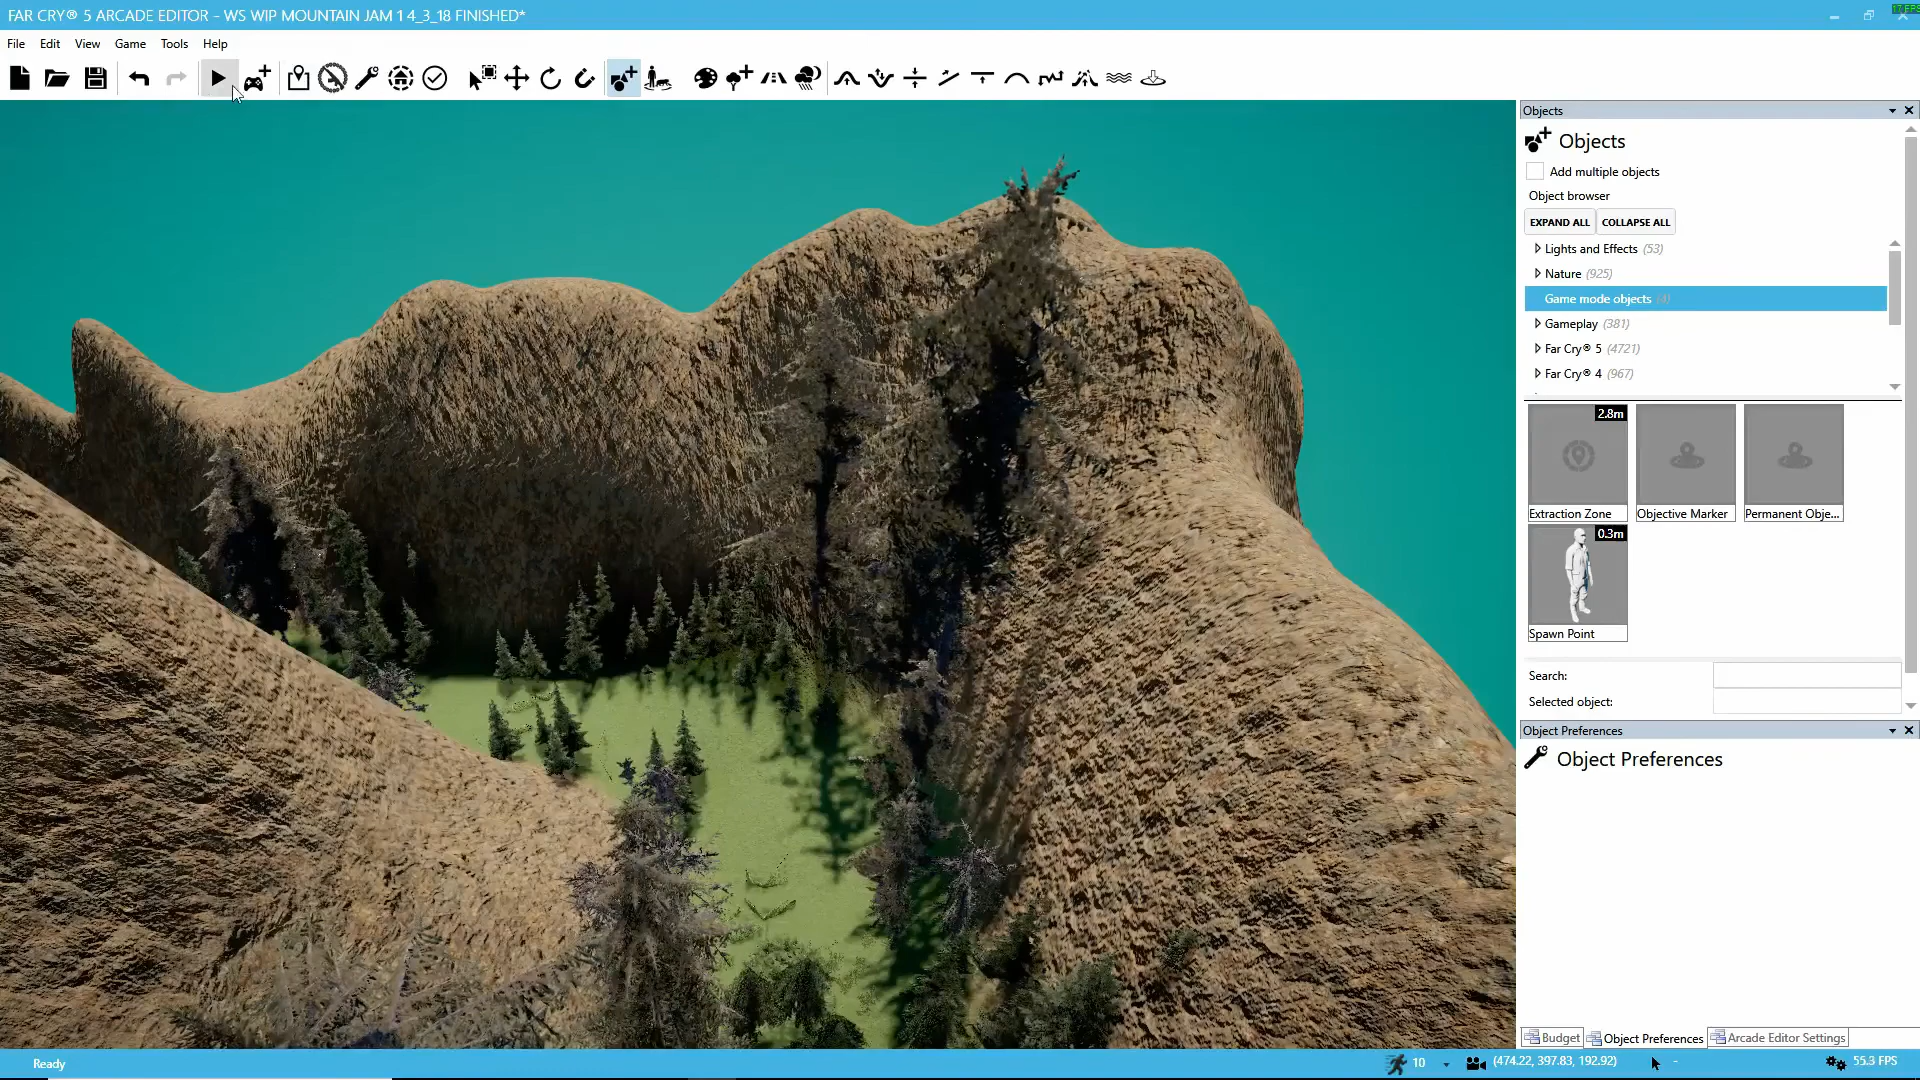 FAR CRY® 5 ARCADE EDITOR - WS WIP MOUNTAIN JAM 1 4_3_18 FINISHED*
17 FPS
File Edit View Game Tools Help
Objects
Objects
Add multiple objects
Object browser
EXPAND ALL COLLAPSE ALL
Lights and Effects (53)
Nature (925)
Game mode objects (4)
Gameplay (381)
Far Cry® 5 (4721)
Far Cry® 4 (967)
2.8m
Extraction Zone Objective Marker Permanent Obje...
0.3m
Spawn Point
Search:
Selected object:
Object Preferences
Object Preferences
Budget Object Preferences Arcade Editor Settings
Ready 10 (474.22, 397.83, 192.92) - 55.3 FPS